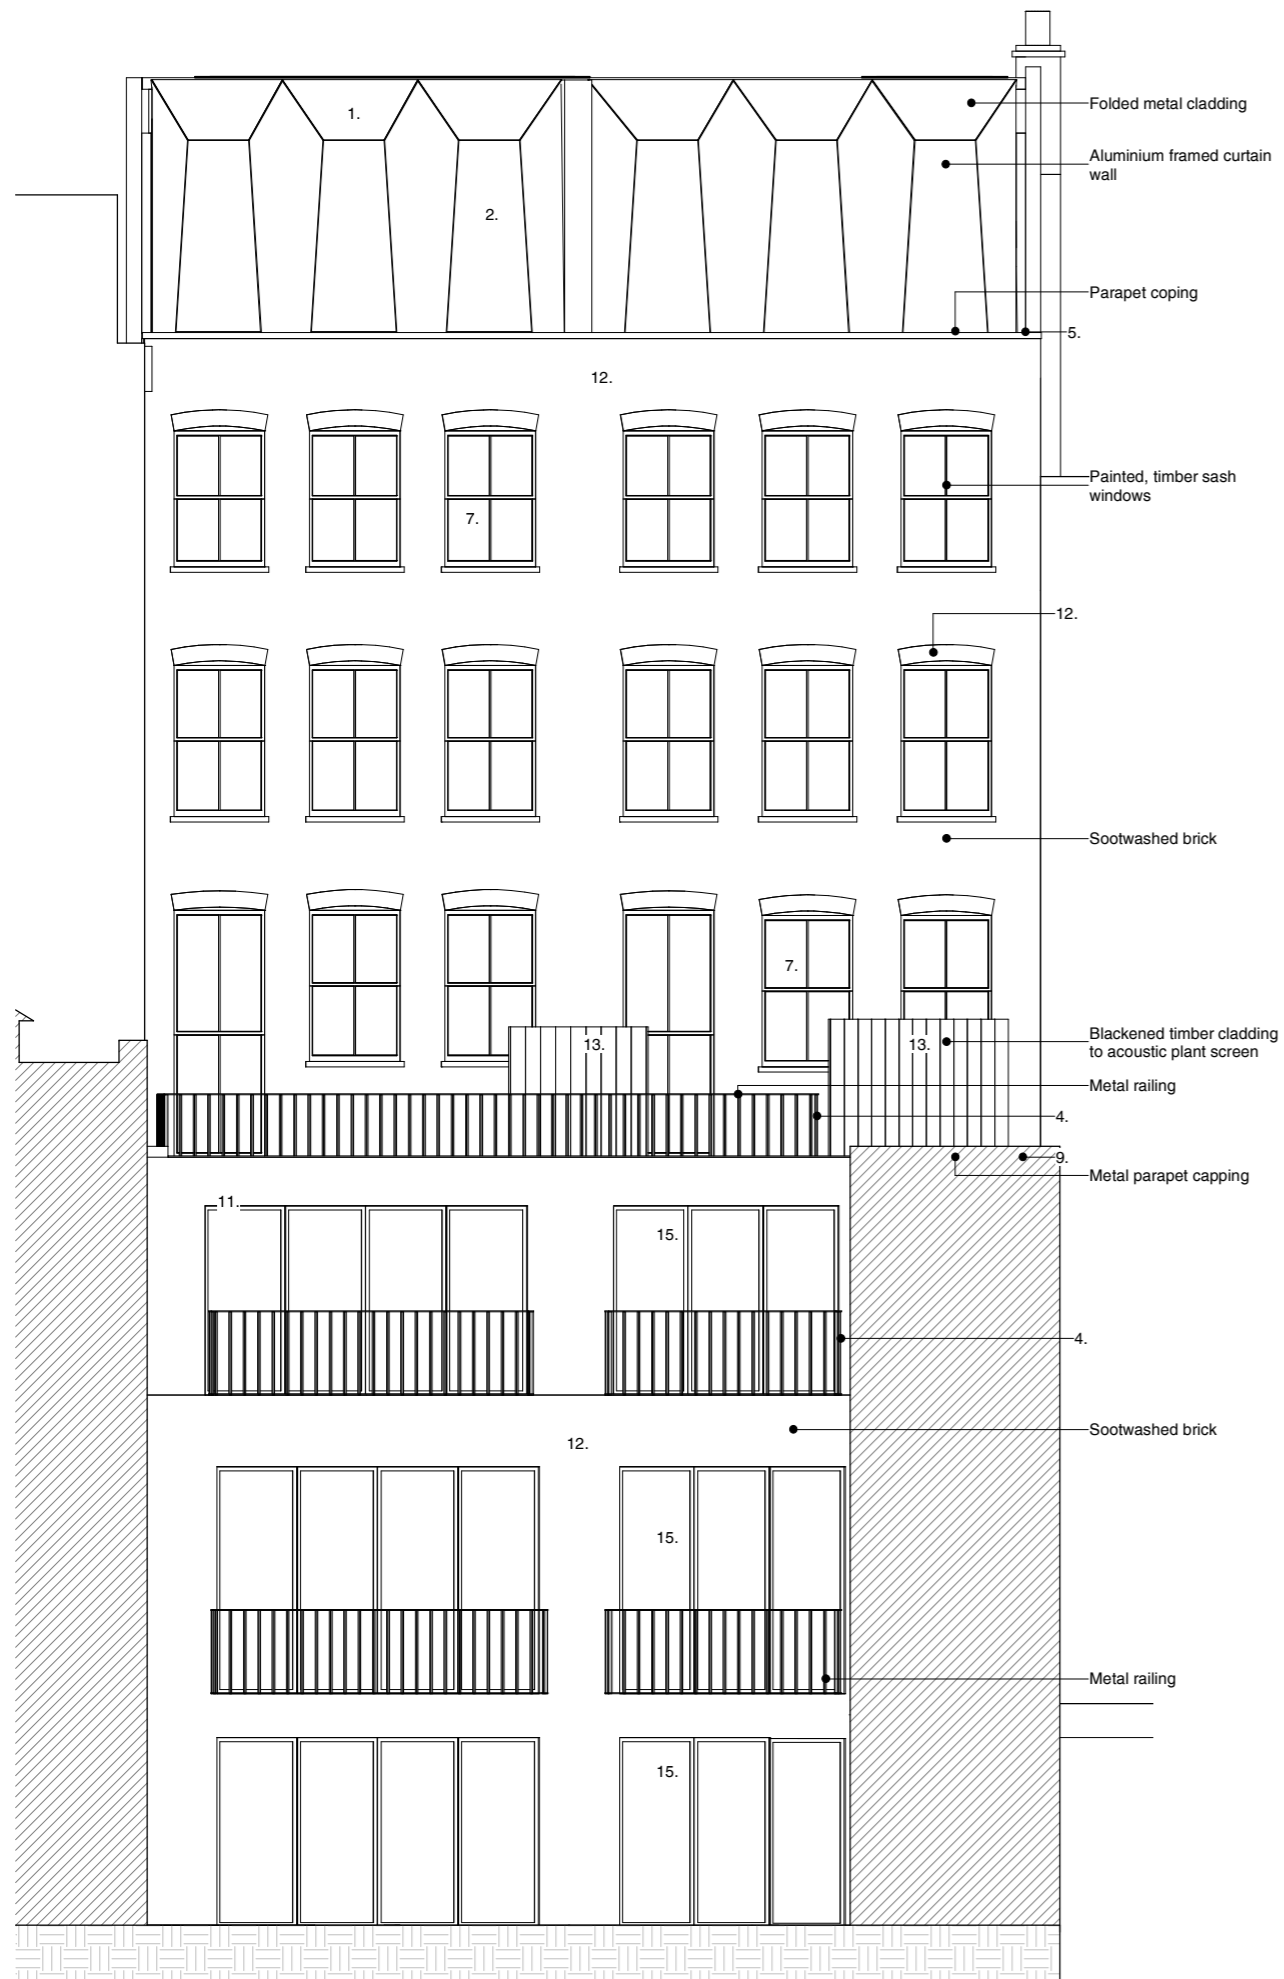 Folded metal cladding
1.
Aluminium framed curtain
wall
2.
Parapet coping
5.
12.
Painted, timber sash
windows
7.
12.
Sootwashed brick
7.
Blackened timber cladding
to acoustic plant screen
13.
13.
Metal railing
4.
9.
Metal parapet capping
11.
15.
4.
Sootwashed brick
12.
15.
Metal railing
15.